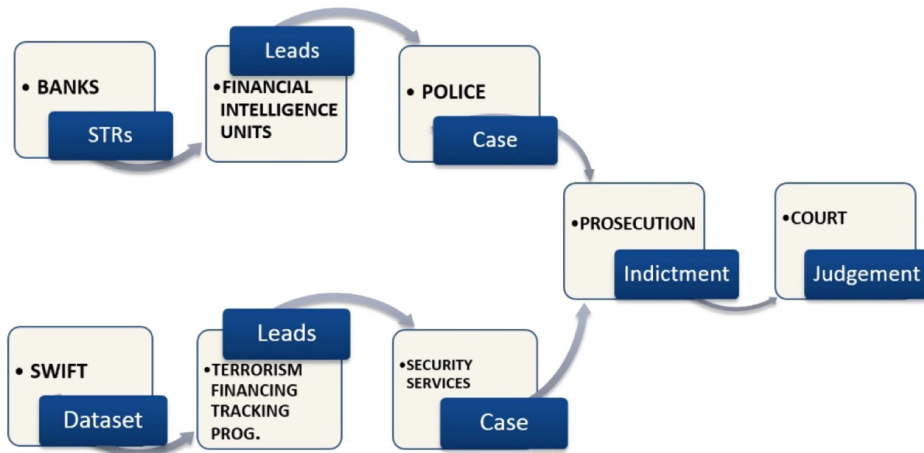 • BANKS
STRs
Leads
•FINANCIAL
INTELLIGENCE
UNITS
• POLICE
Case
•PROSECUTION
Indictment
•COURT
Judgement
• SWIFT
Dataset
Leads
•TERRORISM
FINANCING
TRACKING
PROG.
•SECURITY
SERVICES
Case